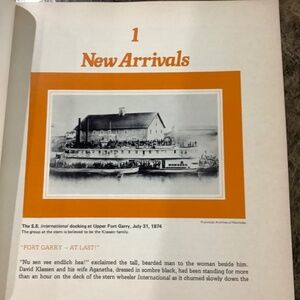 1
New Arrivals
Provincial Archives of Manitoba
The S.S. International docking at Upper Fort Garry, July 31, 1874
The group at the stern is believed to be the Klassen family.
"FORT GARRY – AT LAST!"
"Nu sen wee endlich hea!" exclaimed the tall, bearded man to the woman beside him.
David Klassen and his wife Aganetha, dressed in sombre black, had been standing for more
than an hour on the deck of the stern wheeler International as it churned slowly down the